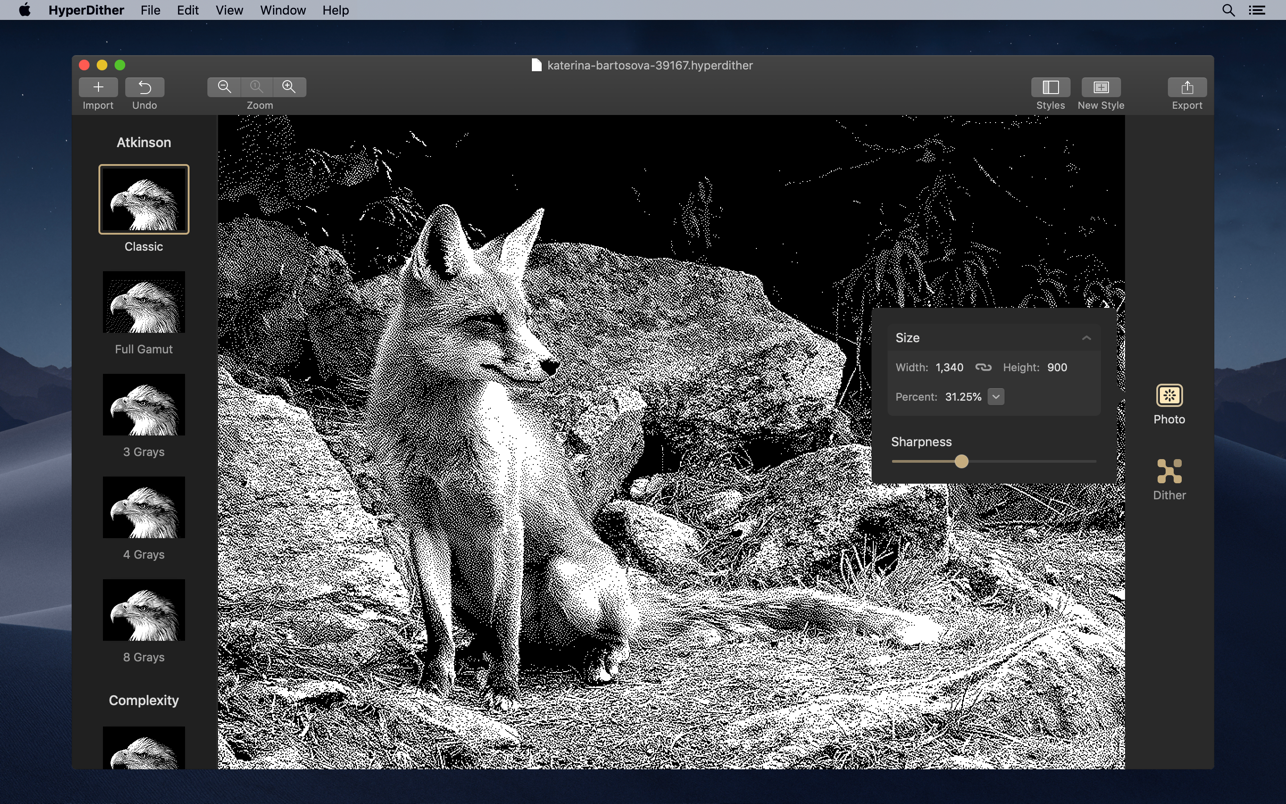 HyperDither File Edit View Window Help
katerina-bartosova-39167.hyperdither
Import Undo Zoom Styles New Style Export
Atkinson
Classic
Full Gamut
3 Grays
4 Grays
8 Grays
Complexity
Size
Width: 1,340 Height: 900
Percent: 31.25%
Sharpness
Photo
Dither